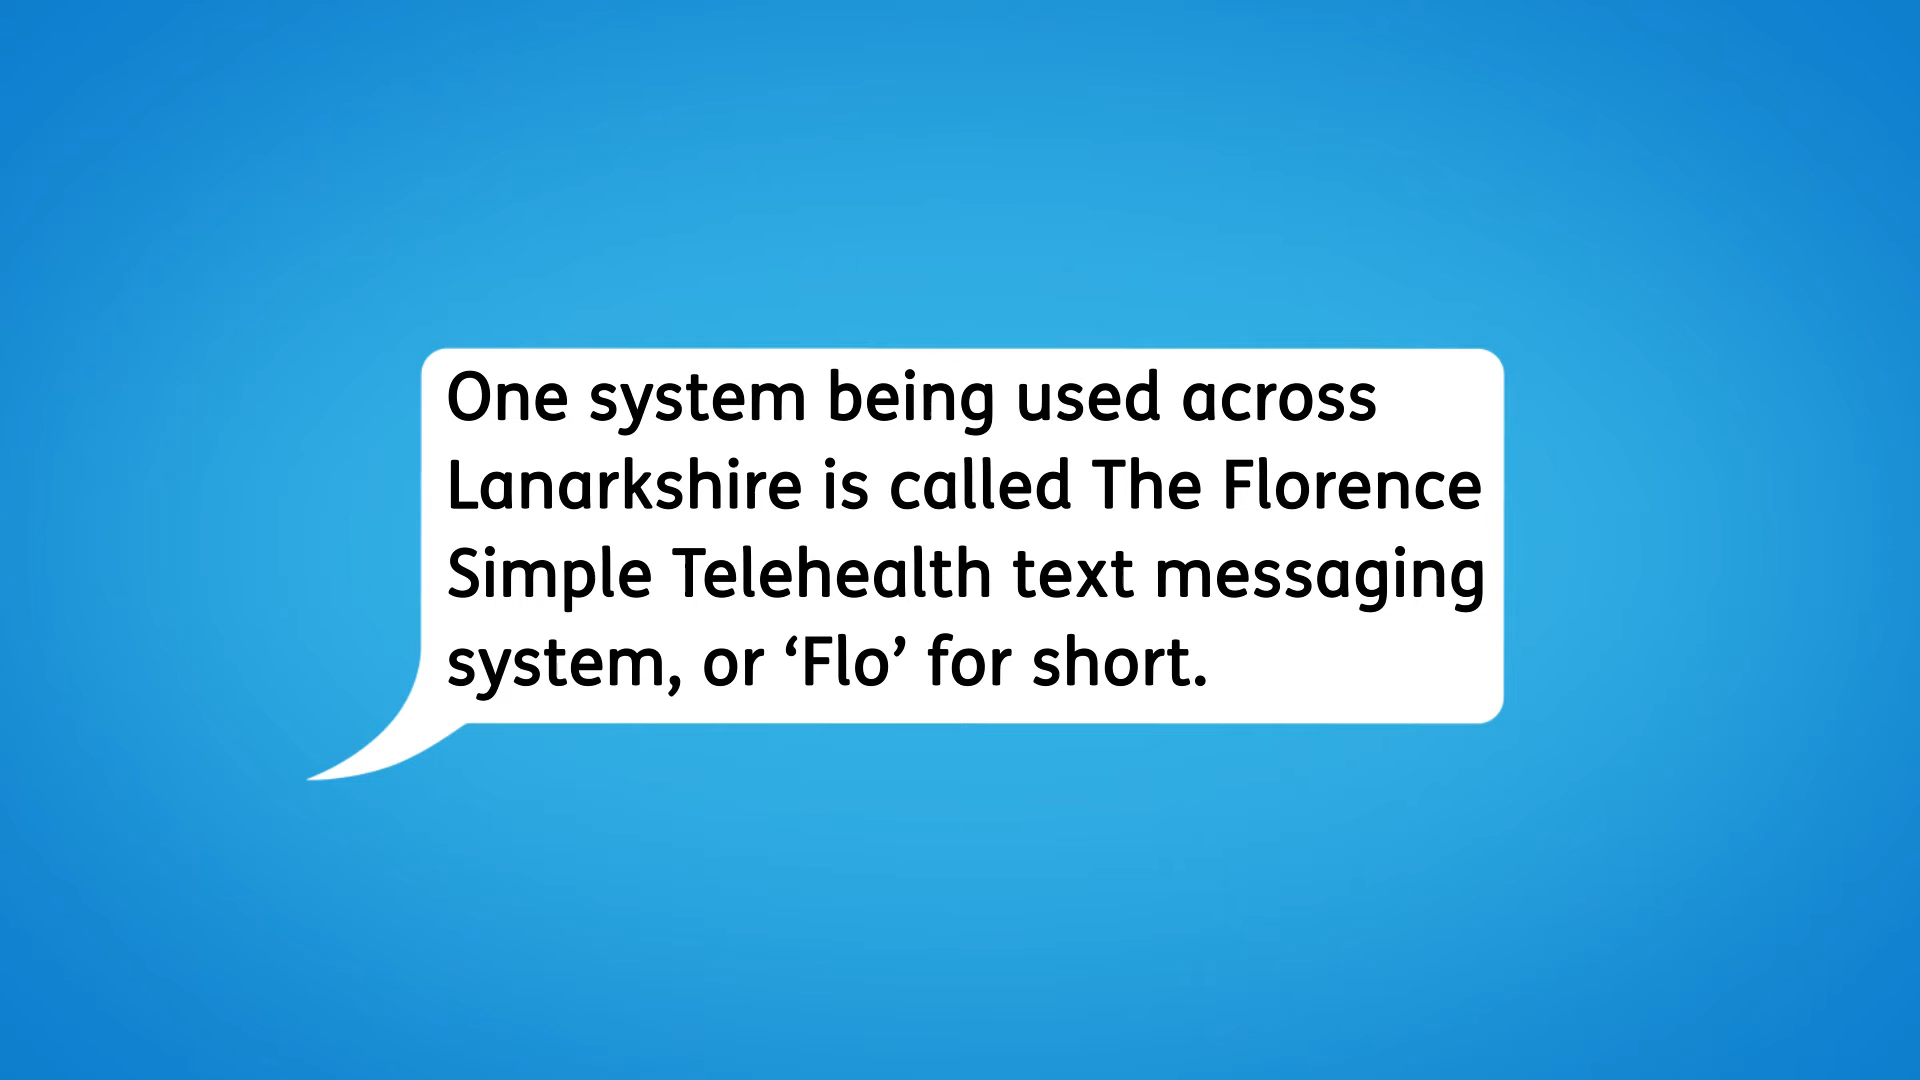 One system being used across
Lanarkshire is called The Florence
Simple Telehealth text messaging
system, or ‘Flo’ for short.